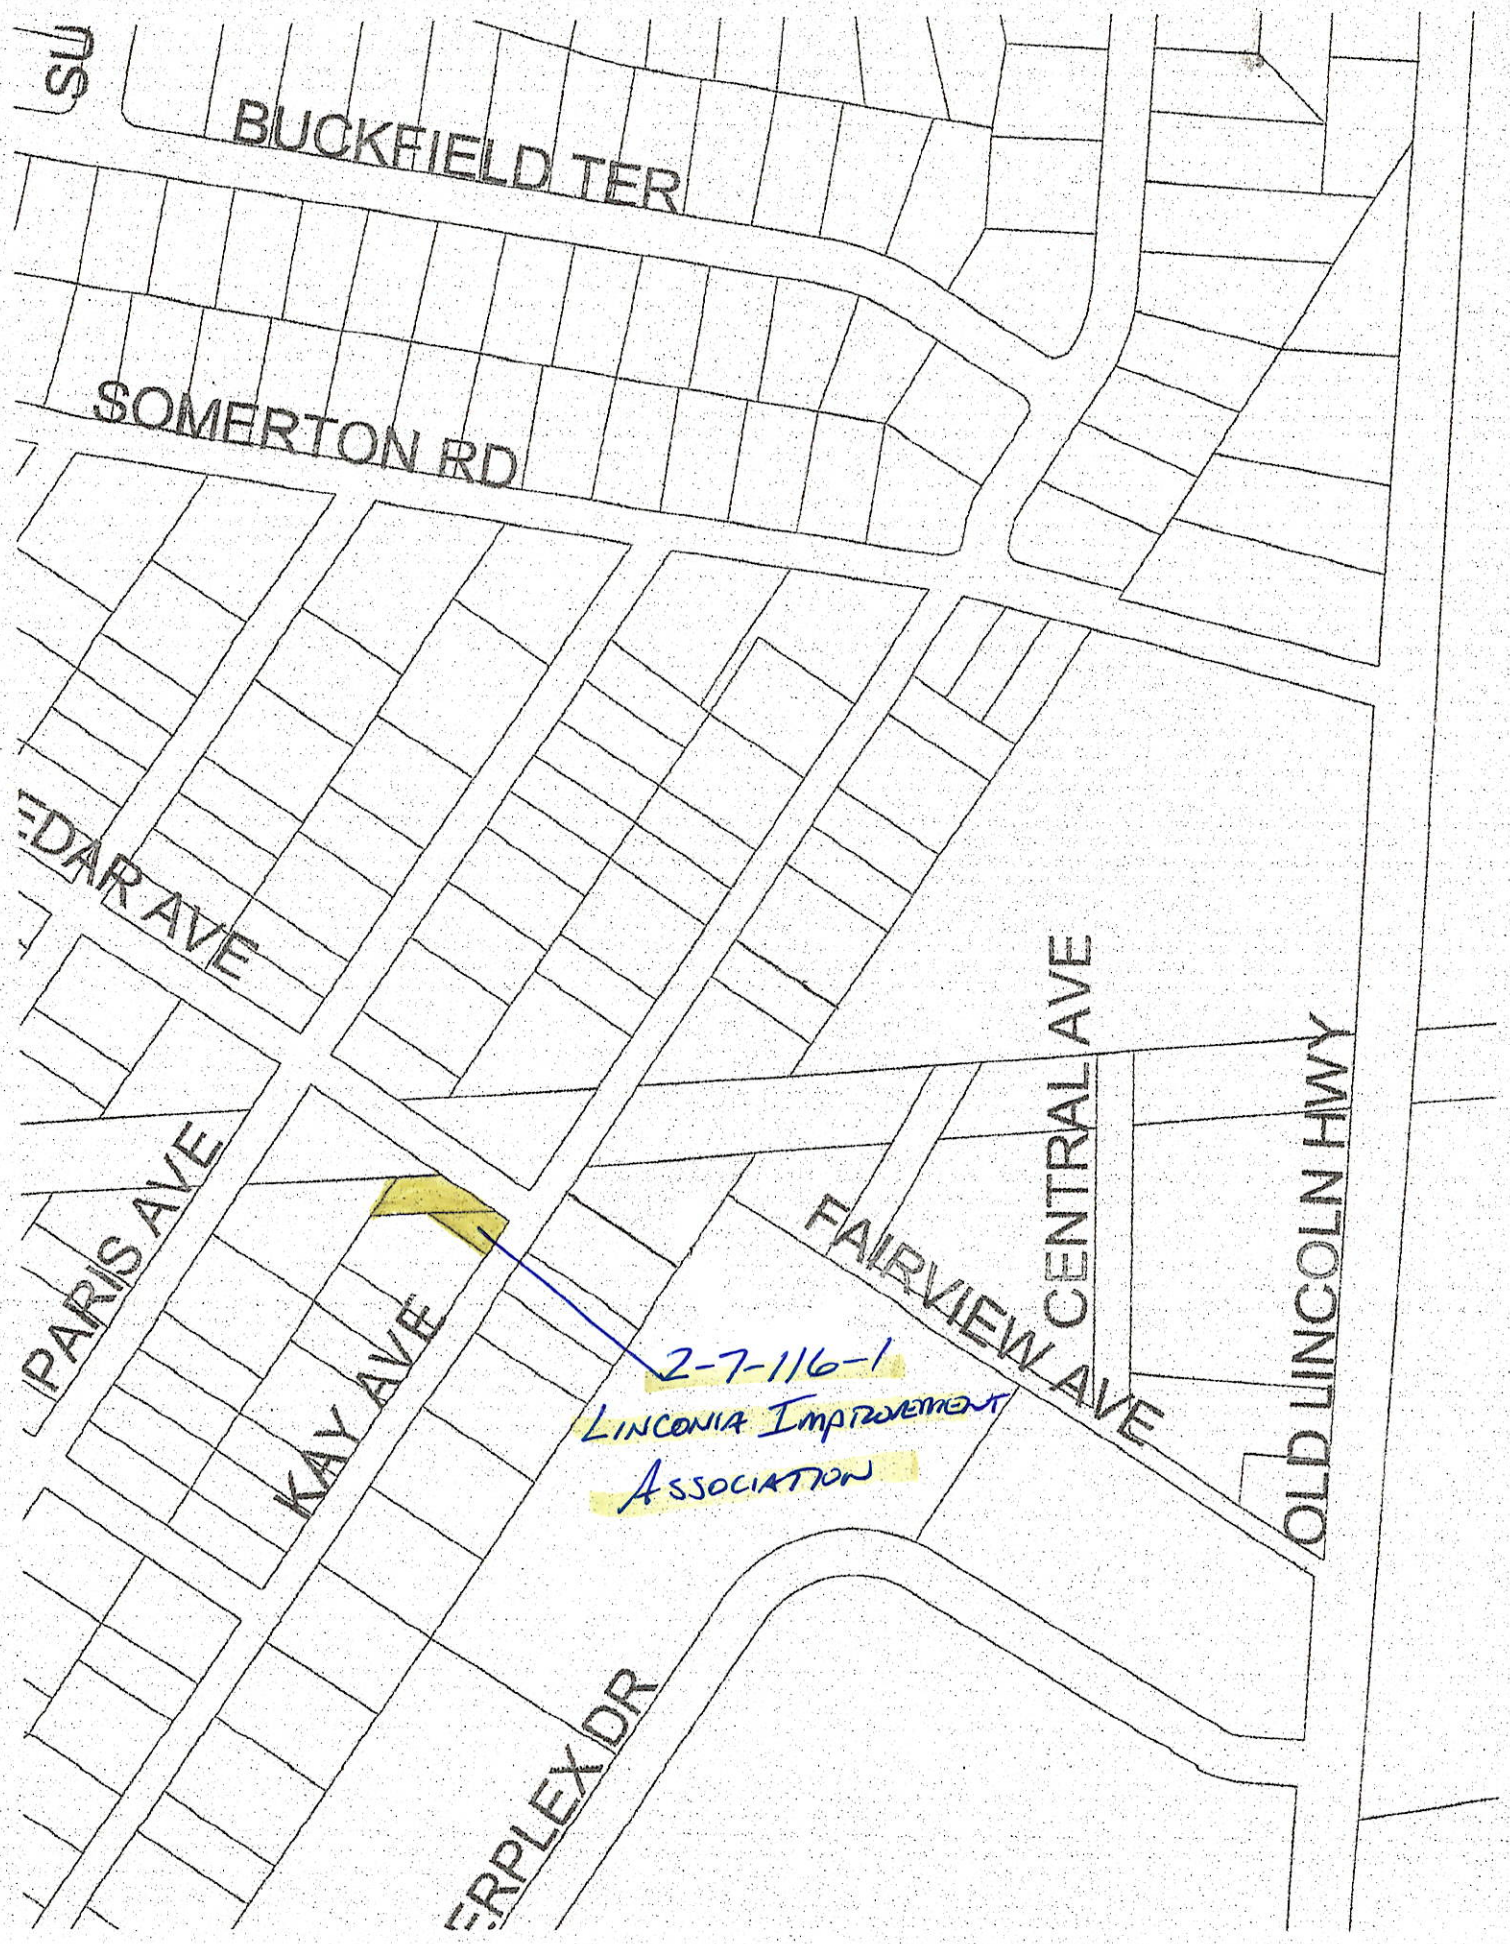 SU
BUCKFIELD TER
SOMERTON RD
EDAR AVE
CENTRAL AVE
OLD LINCOLN HWY
PARIS AVE
FAIRVIEW AVE
KAY AVE
2-7-116-1
LINCONIA IMPROVEMENT
ASSOCIATION
ERPLEX DR